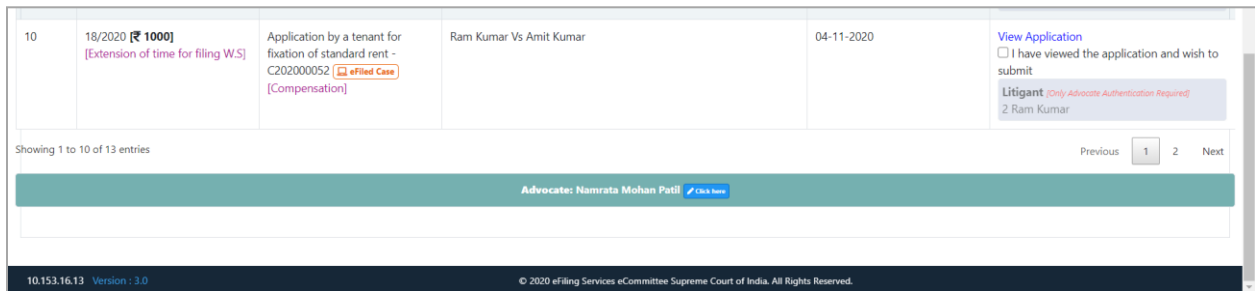 10
18/2020 [₹ 1000]
[Extension of time for filing W.S]
Application by a tenant for
fixation of standard rent -
C202000052 eFiled Case
[Compensation]
Ram Kumar Vs Amit Kumar
04-11-2020
View Application
I have viewed the application and wish to
submit
Litigant [Only Advocate Authentication Required]
2 Ram Kumar
Showing 1 to 10 of 13 entries
Previous 1 2 Next
Advocate: Namrata Mohan Patil Click here
10.153.16.13 Version : 3.0 © 2020 eFiling Services eCommittee Supreme Court of India. All Rights Reserved.